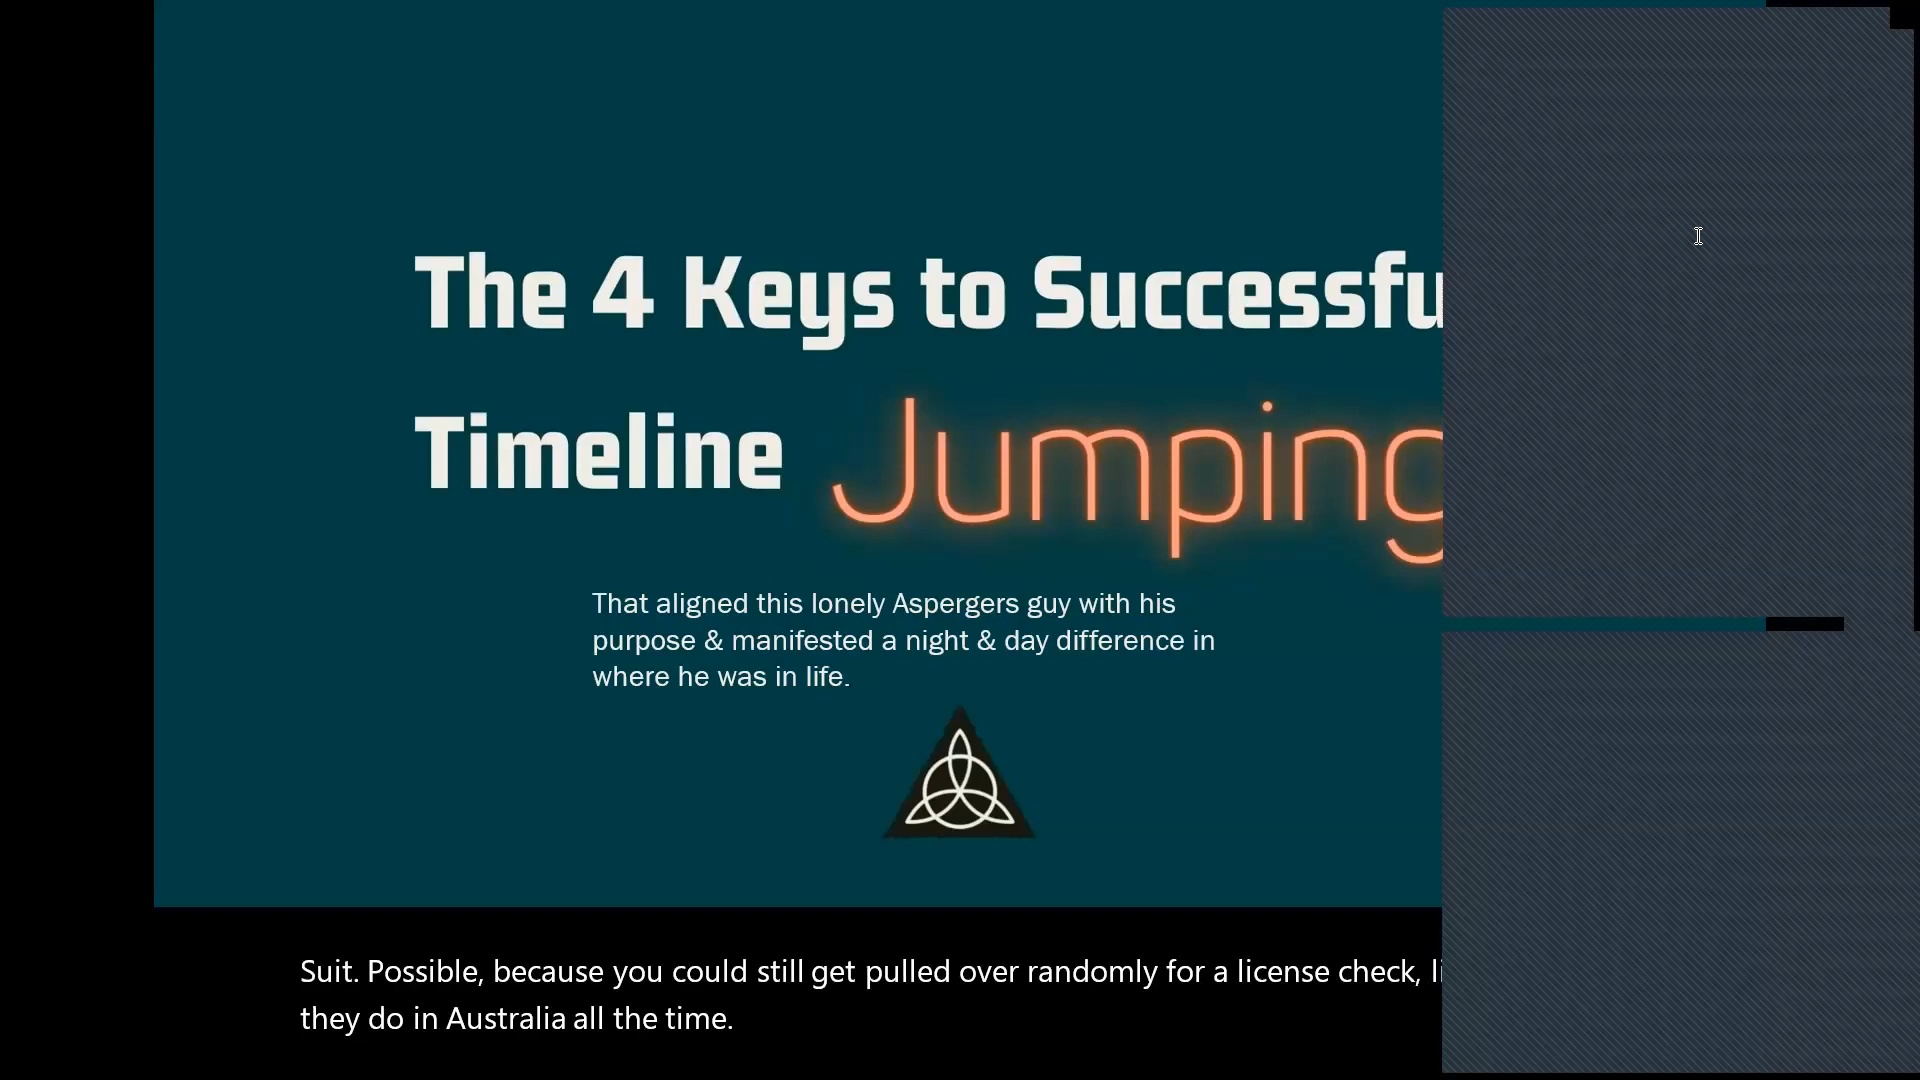 The 4 Keys to Successfu
Timeline Jumping
That aligned this lonely Aspergers guy with his
purpose & manifested a night & day difference in
where he was in life.
Suit. Possible, because you could still get pulled over randomly for a license check, li
they do in Australia all the time.